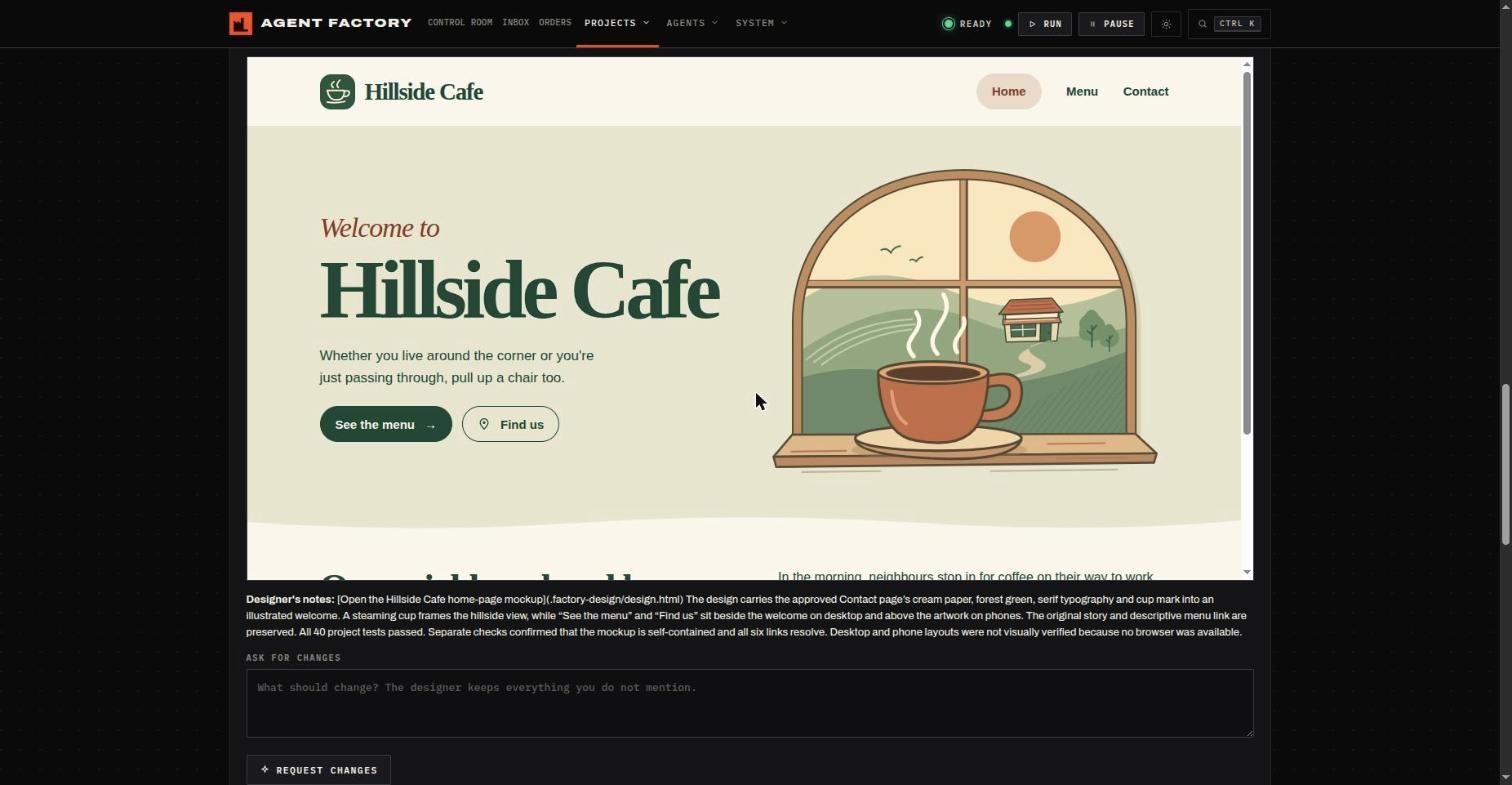 AGENT FACTORY CONTROL ROOM INBOX ORDERS PROJECTS AGENTS SYSTEM READY RUN PAUSE CTRL K
Hillside Cafe Home Menu Contact
Welcome to
Hillside Cafe
Whether you live around the corner or you're
just passing through, pull up a chair too.
See the menu → Find us
In the morning, neighbours stop in for coffee on their way to work.
Designer's notes: [Open the Hillside Cafe home-page mockup](.factory-design/design.html) The design carries the approved Contact page's cream paper, forest green, serif typography and cup mark into an
illustrated welcome. A steaming cup frames the hillside view, while “See the menu” and “Find us” sit beside the welcome on desktop and above the artwork on phones. The original story and descriptive menu link are
preserved. All 40 project tests passed. Separate checks confirmed that the mockup is self-contained and all six links resolve. Desktop and phone layouts were not visually verified because no browser was available.
ASK FOR CHANGES
What should change? The designer keeps everything you do not mention.
REQUEST CHANGES